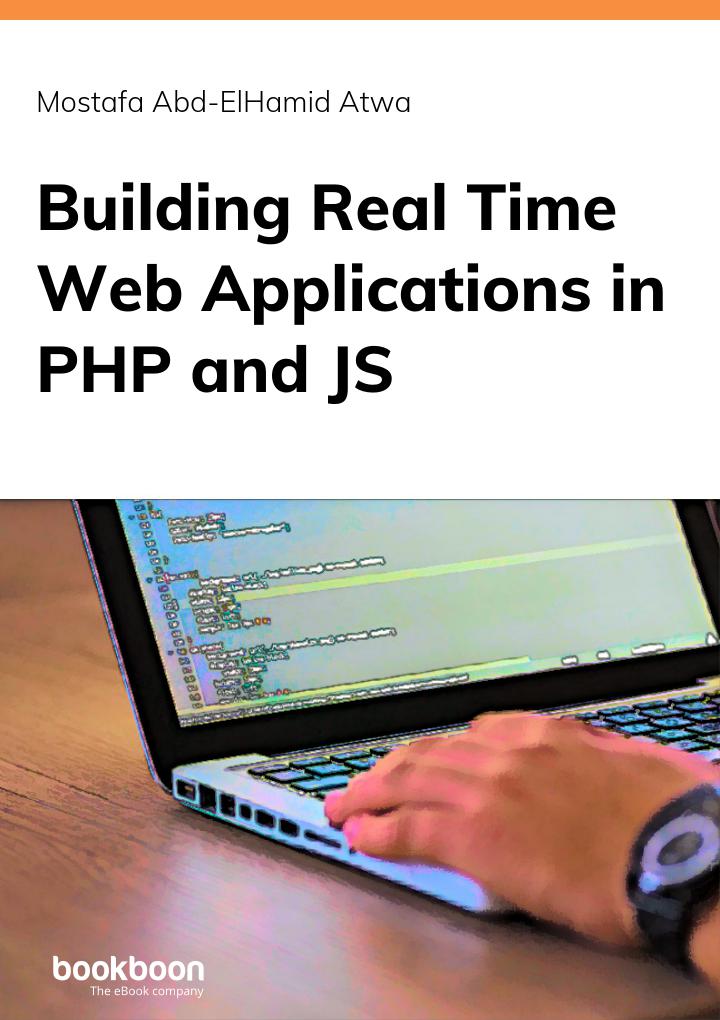 Mostafa Abd-ElHamid Atwa
Building Real Time
Web Applications in
PHP and JS
bookboon
The eBook company